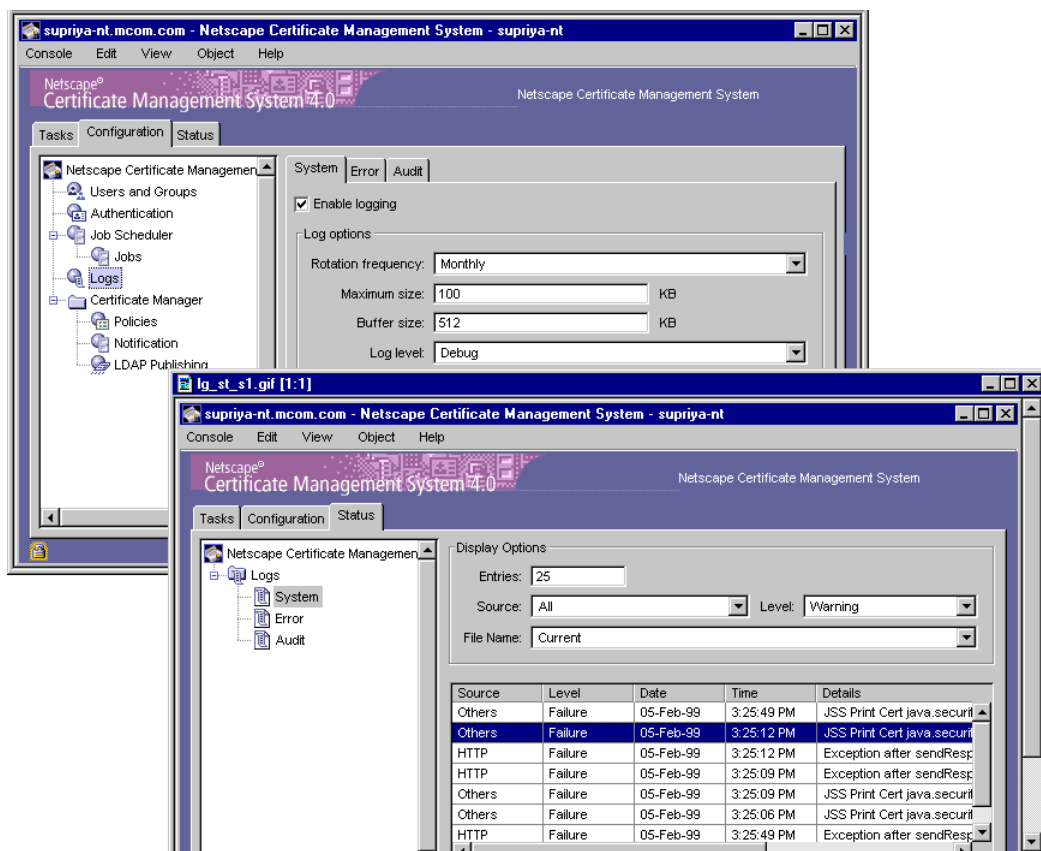 supriya-nt.mcom.com - Netscape Certificate Management System - supriya-nt
Console Edit View Object Help
Netscape®
Certificate Management System 4.0
Netscape Certificate Management System
Tasks Configuration Status
Netscape Certificate Managemen
Users and Groups
Authentication
Job Scheduler
Jobs
Logs
Certificate Manager
Policies
Notification
LDAP Publishing
System Error Audit
Enable logging
Log options
Rotation frequency: Monthly
Maximum size: 100 KB
Buffer size: 512 KB
Log level: Debug
lg_st_s1.gif [1:1]
supriya-nt.mcom.com - Netscape Certificate Management System - supriya-nt
Console Edit View Object Help
Netscape®
Certificate Management System 4.0
Netscape Certificate Management System
Tasks Configuration Status
Netscape Certificate Managemen
Logs
System
Error
Audit
Display Options
Entries: 25
Source: All Level: Warning
File Name: Current
Source Level Date Time Details
Others Failure 05-Feb-99 3:25:49 PM JSS Print Cert java.securit
Others Failure 05-Feb-99 3:25:12 PM JSS Print Cert java.securit
HTTP Failure 05-Feb-99 3:25:12 PM Exception after sendResp
HTTP Failure 05-Feb-99 3:25:09 PM Exception after sendResp
Others Failure 05-Feb-99 3:25:09 PM JSS Print Cert java.securit
Others Failure 05-Feb-99 3:25:06 PM JSS Print Cert java.securit
HTTP Failure 05-Feb-99 3:25:49 PM Exception after sendResp